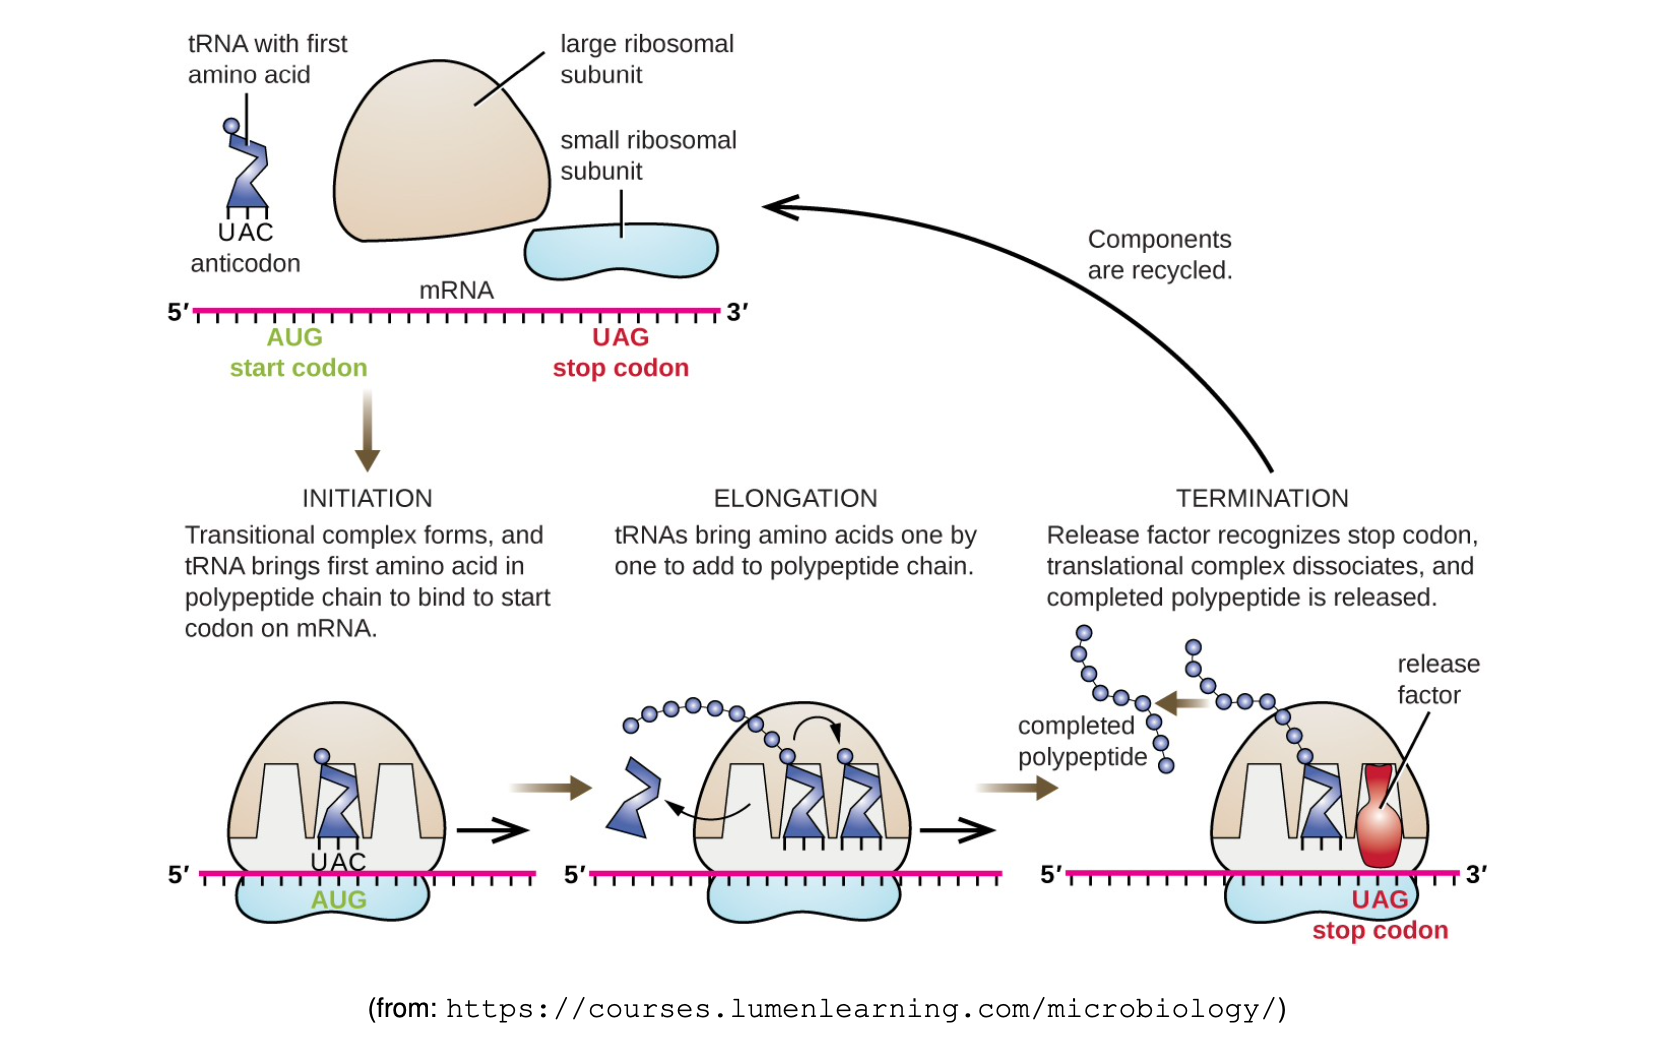 tRNA with first
amino acid
large ribosomal
subunit
small ribosomal
subunit
UAC
anticodon
mRNA
5′
3′
AUG
start codon
UAG
stop codon
Components
are recycled.
INITIATION
Transitional complex forms, and
tRNA brings first amino acid in
polypeptide chain to bind to start
codon on mRNA.
ELONGATION
tRNAs bring amino acids one by
one to add to polypeptide chain.
TERMINATION
Release factor recognizes stop codon,
translational complex dissociates, and
completed polypeptide is released.
release
factor
completed
polypeptide
UAC
5′
AUG
5′
5′
3′
UAG
stop codon
(from: https://courses.lumenlearning.com/microbiology/)